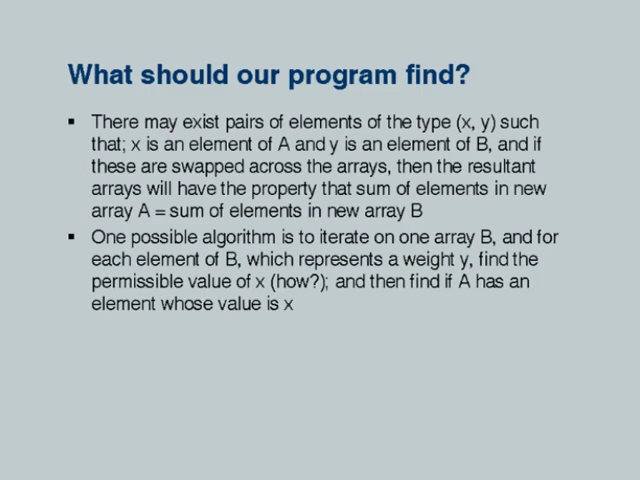 What should our program find?
▪ There may exist pairs of elements of the type (x, y) such
that; x is an element of A and y is an element of B, and if
these are swapped across the arrays, then the resultant
arrays will have the property that sum of elements in new
array A = sum of elements in new array B
▪ One possible algorithm is to iterate on one array B, and for
each element of B, which represents a weight y, find the
permissible value of x (how?); and then find if A has an
element whose value is x